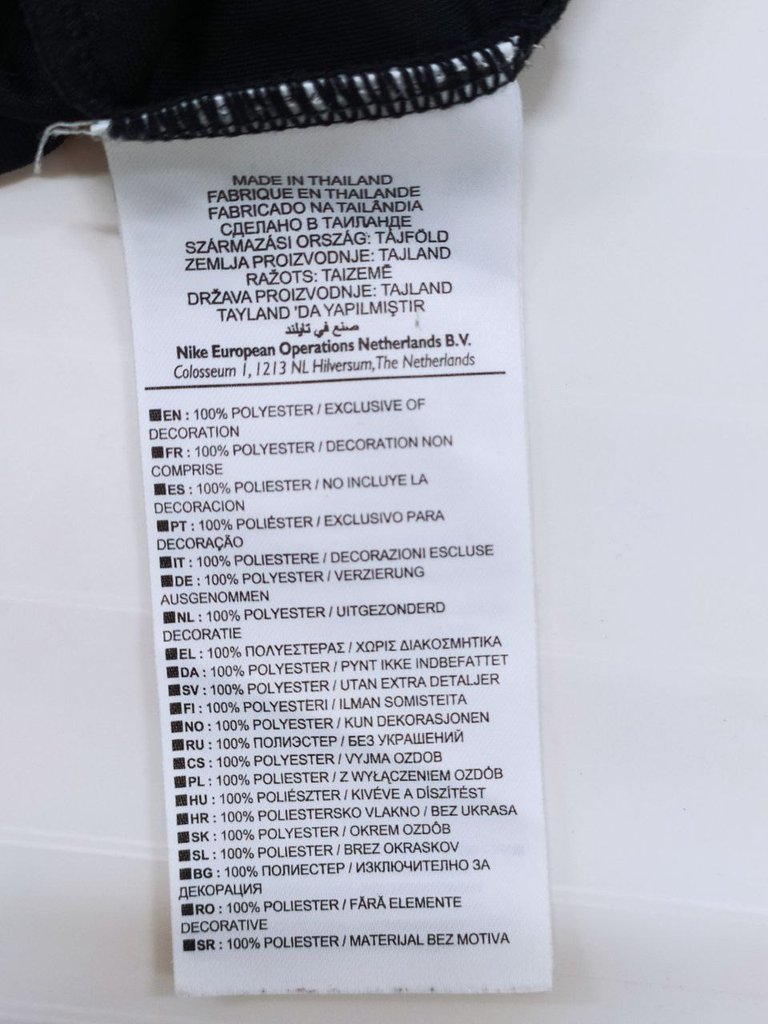 MADE IN THAILAND
FABRIQUE EN THAILANDE
FABRICADO NA TAILÂNDIA
СДЕЛАНО В ТАИЛАНДЕ
SZÁRMAZÁSI ORSZÁG: TÁJFÖLD
ZEMLJA PROIZVODNJE: TAJLAND
RAŽOTS: TAIZEMĒ
DRŽAVA PROIZVODNJE: TAJLAND
TAYLAND 'DA YAPILMIŞTIR
صنع في تايلند
Nike European Operations Netherlands B.V.
Colosseum 1, 1213 NL Hilversum, The Netherlands
EN : 100% POLYESTER / EXCLUSIVE OF
DECORATION
FR : 100% POLYESTER / DECORATION NON
COMPRISE
ES : 100% POLIESTER / NO INCLUYE LA
DECORACION
PT : 100% POLIÉSTER / EXCLUSIVO PARA
DECORAÇÃO
IT : 100% POLIESTERE / DECORAZIONI ESCLUSE
DE : 100% POLYESTER / VERZIERUNG
AUSGENOMMEN
NL : 100% POLYESTER / UITGEZONDERD
DECORATIE
EL : 100% ΠΟΛΥΕΣΤΕΡΑΣ / ΧΩΡΙΣ ΔΙΑΚΟΣΜΗΤΙΚΑ
DA : 100% POLYESTER / PYNT IKKE INDBEFATTET
SV : 100% POLYESTER / UTAN EXTRA DETALJER
FI : 100% POLYESTERI / ILMAN SOMISTEITA
NO : 100% POLYESTER / KUN DEKORASJONEN
RU : 100% ПОЛИЭСТЕР / БЕЗ УКРАШЕНИЙ
CS : 100% POLYESTER / VYJMA OZDOB
PL : 100% POLIESTER / Z WYŁĄCZENIEM OZDÓB
HU : 100% POLIÉSZTER / KIVÉVE A DÍSZÍTÉST
HR : 100% POLIESTERSKO VLAKNO / BEZ UKRASA
SK : 100% POLYESTER / OKREM OZDÔB
SL : 100% POLIESTER / BREZ OKRASKOV
BG : 100% ПОЛИЕСТЕР / ИЗКЛЮЧИТЕЛНО ЗА
ДЕКОРАЦИЯ
RO : 100% POLIESTER / FĂRĂ ELEMENTE
DECORATIVE
SR : 100% POLIESTER / MATERIJAL BEZ MOTIVA